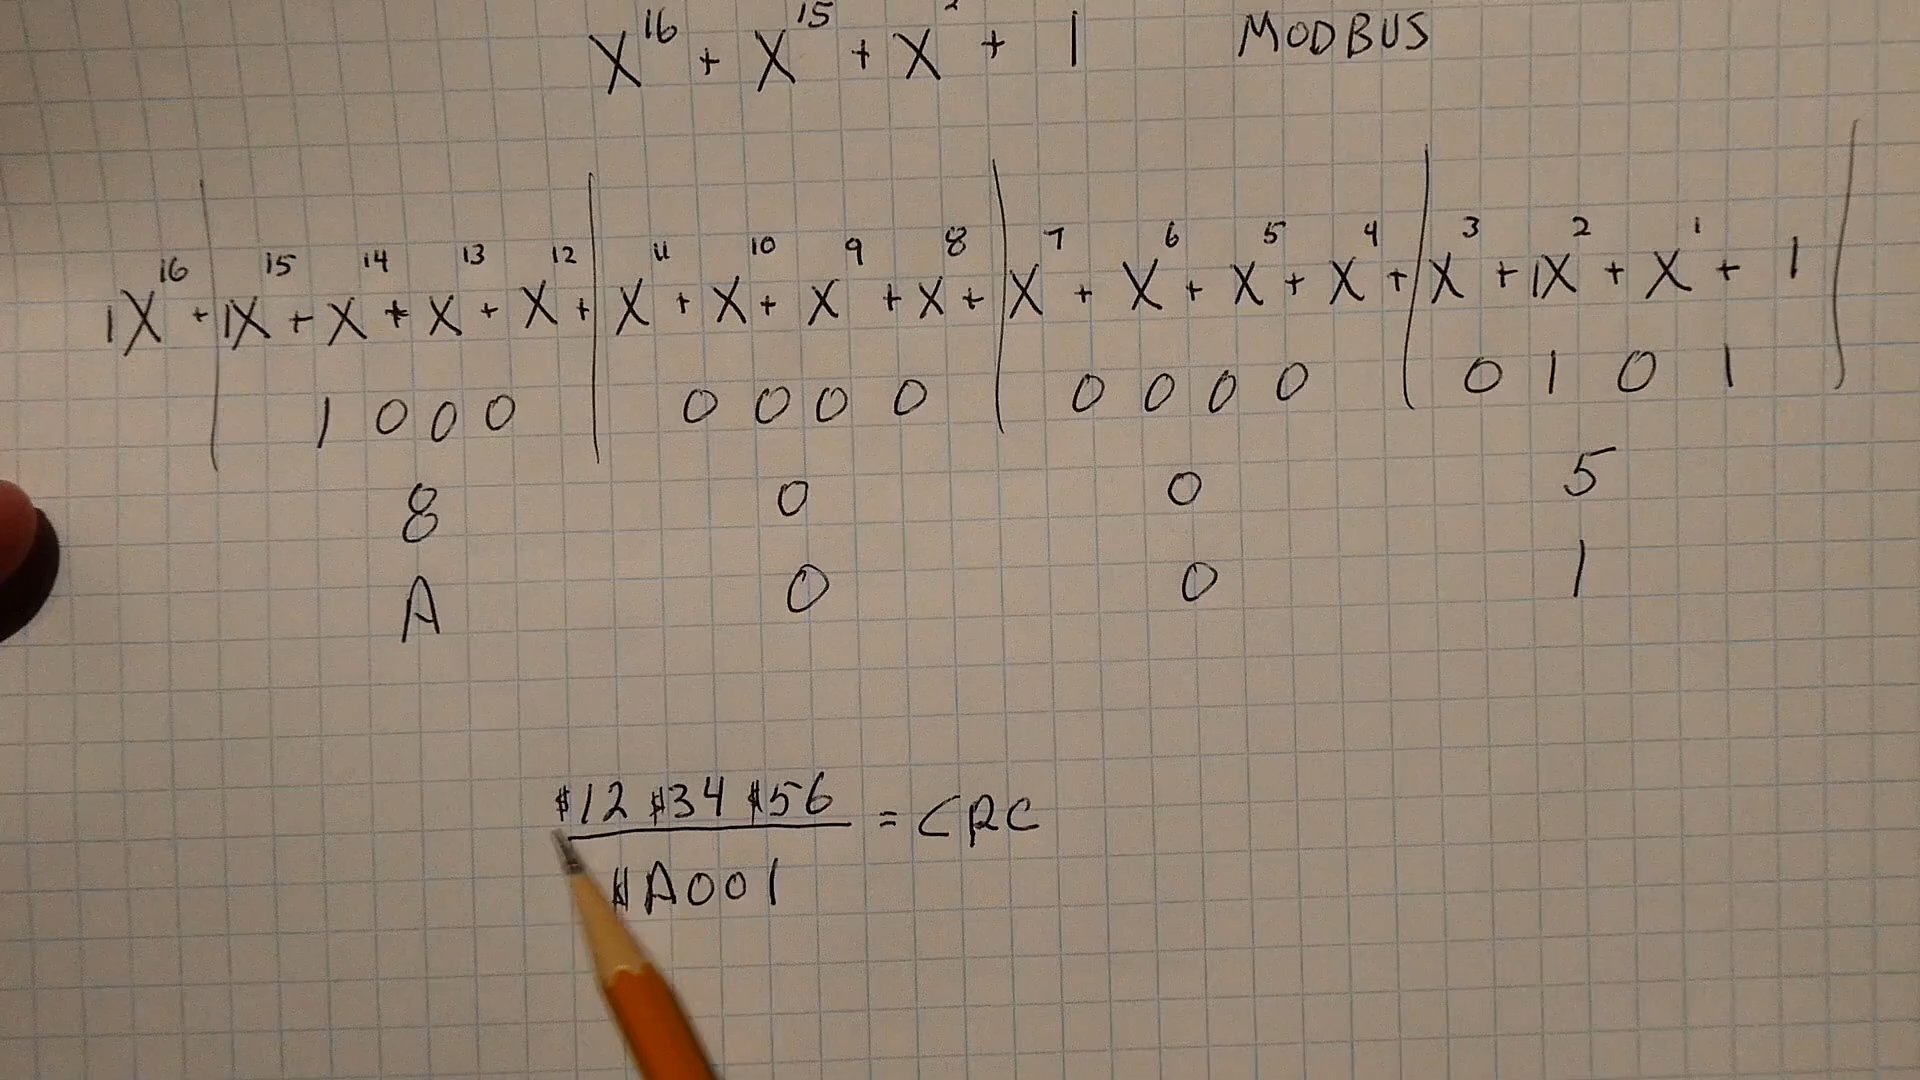 X¹⁶ + X¹⁵ + X² + 1 MODBUS
1X¹⁶ + 1X¹⁵ + X¹⁴ + X¹³ + X¹² + X¹¹ + X¹⁰ + X⁹ + X⁸ + X⁷ + X⁶ + X⁵ + X⁴ + X³ + 1X² + X¹ + 1
1 0 0 0 0 0 0 0 0 0 0 0 0 1 0 1
8 0 0 5
A 0 0 1
$12 $34 $56 = CRC
$A001